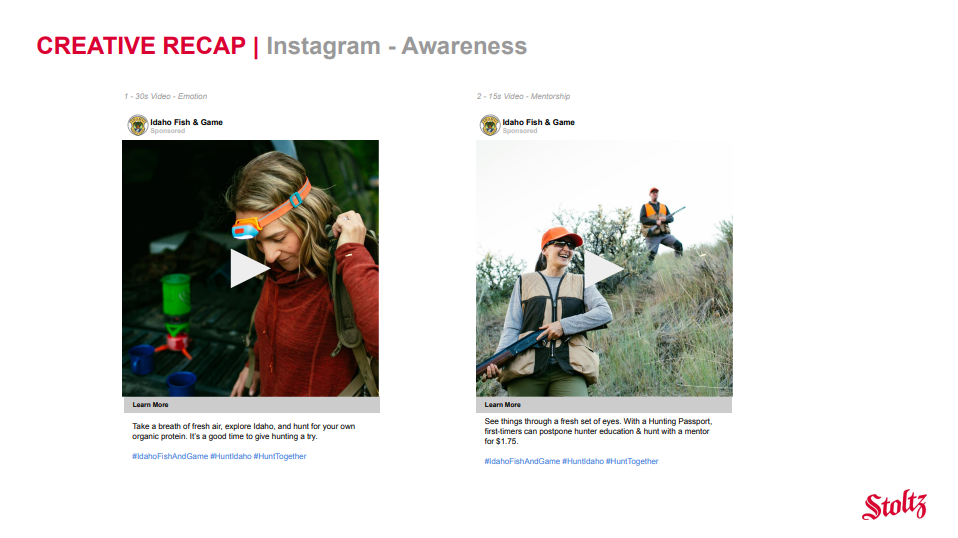 CREATIVE RECAP | Instagram - Awareness
1 - 30s Video - Emotion
Idaho Fish & Game
Sponsored
Learn More
Take a breath of fresh air, explore Idaho, and hunt for your own
organic protein. It's a good time to give hunting a try.
#IdahoFishAndGame #HuntIdaho #HuntTogether
2 - 15s Video - Mentorship
Idaho Fish & Game
Sponsored
Learn More
See things through a fresh set of eyes. With a Hunting Passport,
first-timers can postpone hunter education & hunt with a mentor
for $1.75.
#IdahoFishAndGame #HuntIdaho #HuntTogether
Stoltz